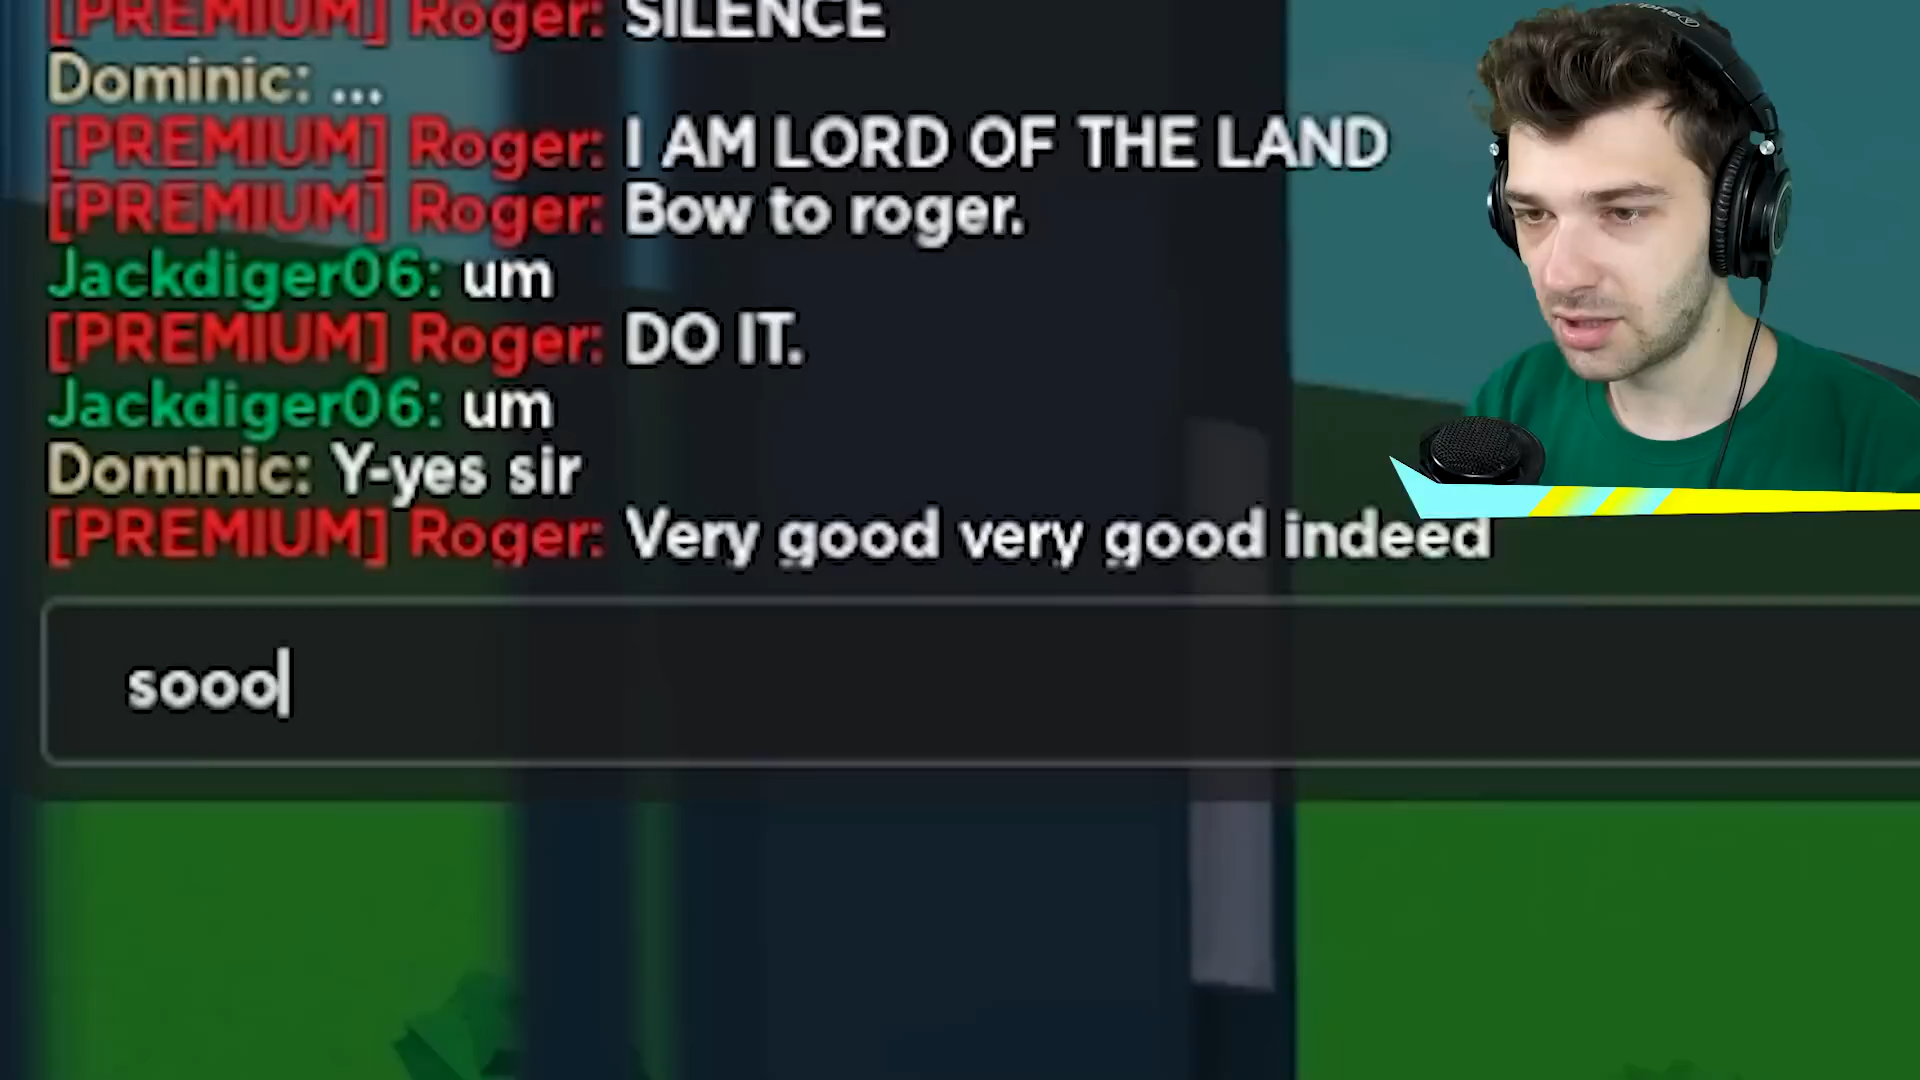 [PREMIUM] Roger: SILENCE
Dominic: ...
[PREMIUM] Roger: I AM LORD OF THE LAND
[PREMIUM] Roger: Bow to roger.
Jackdiger06: um
[PREMIUM] Roger: DO IT.
Jackdiger06: um
Dominic: Y-yes sir
[PREMIUM] Roger: Very good very good indeed
sooo